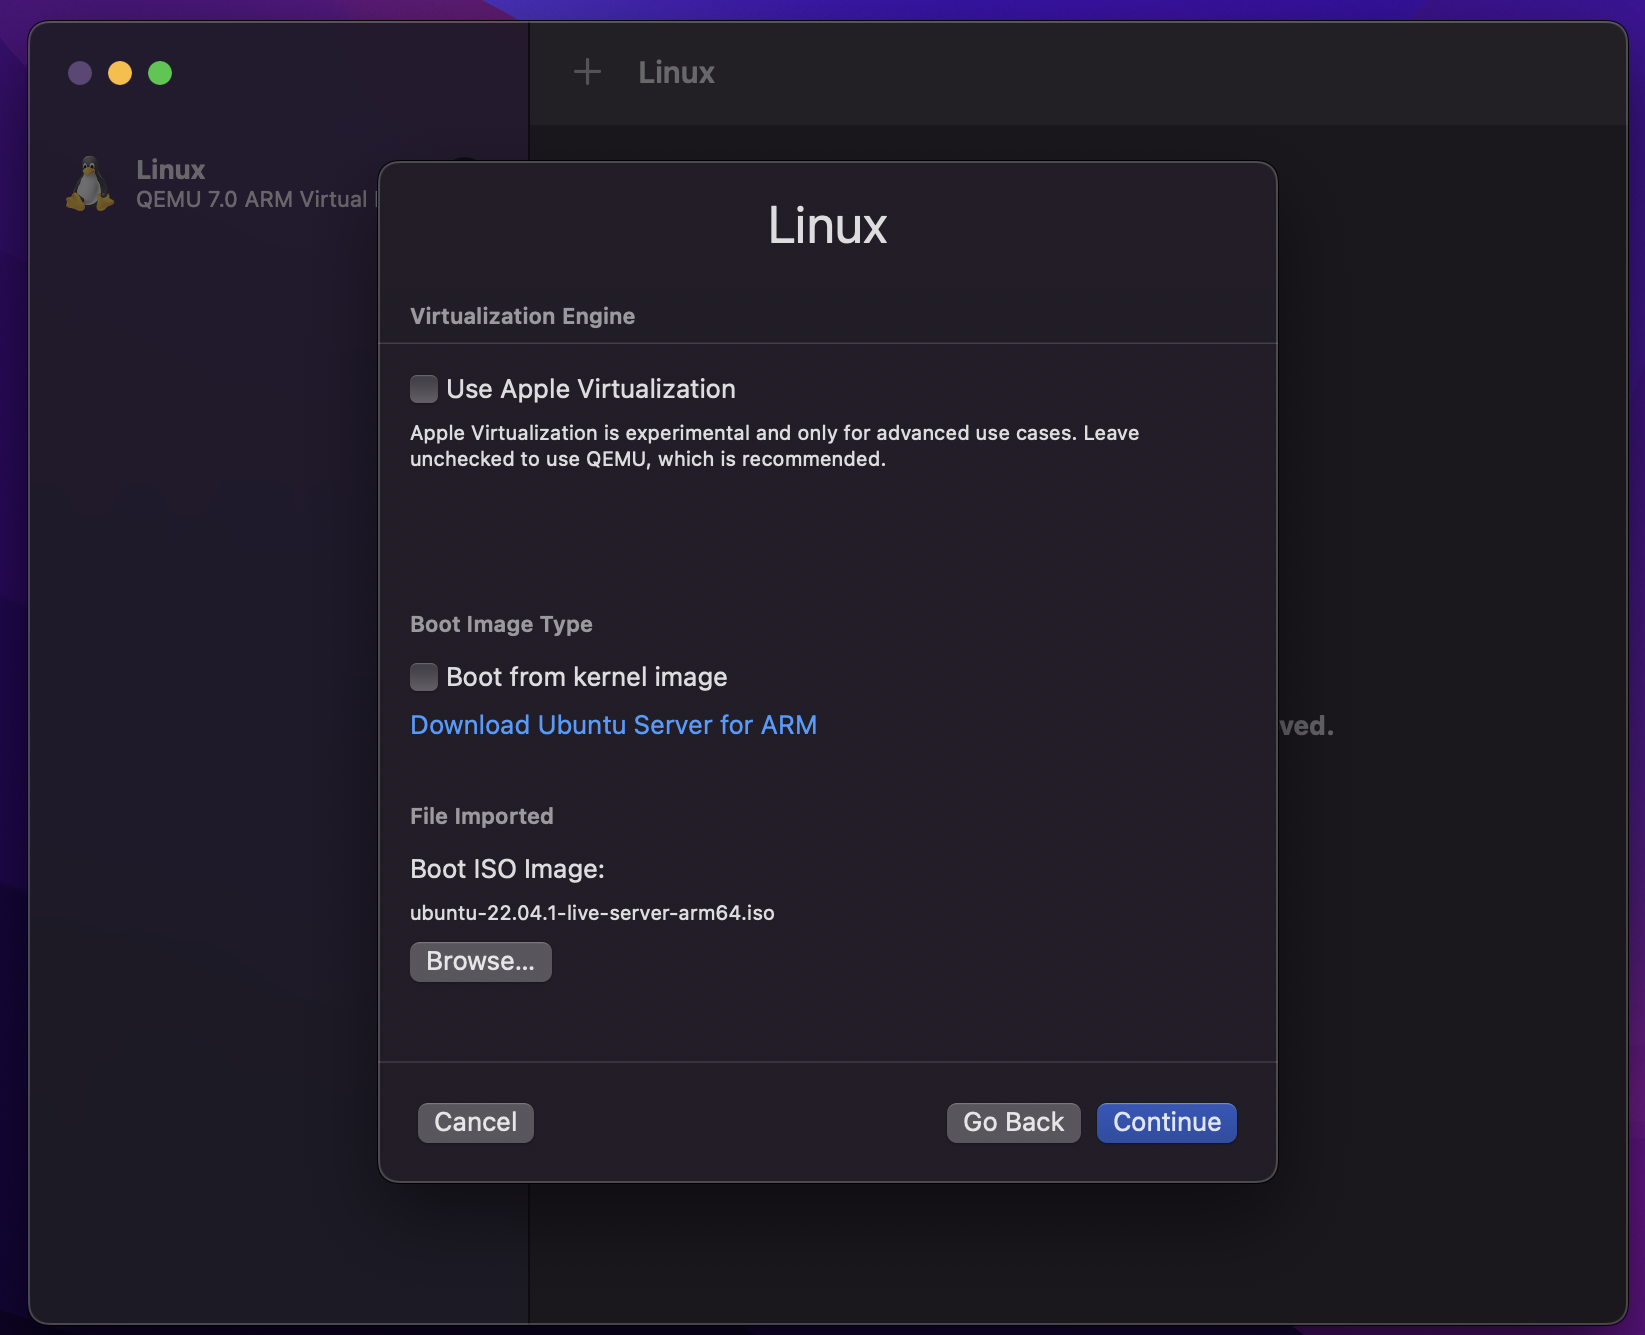 Linux
Linux
QEMU 7.0 ARM Virtual
Linux
Virtualization Engine
Use Apple Virtualization
Apple Virtualization is experimental and only for advanced use cases. Leave
unchecked to use QEMU, which is recommended.
Boot Image Type
Boot from kernel image
Download Ubuntu Server for ARM
ved.
File Imported
Boot ISO Image:
ubuntu-22.04.1-live-server-arm64.iso
Browse...
Cancel
Go Back
Continue